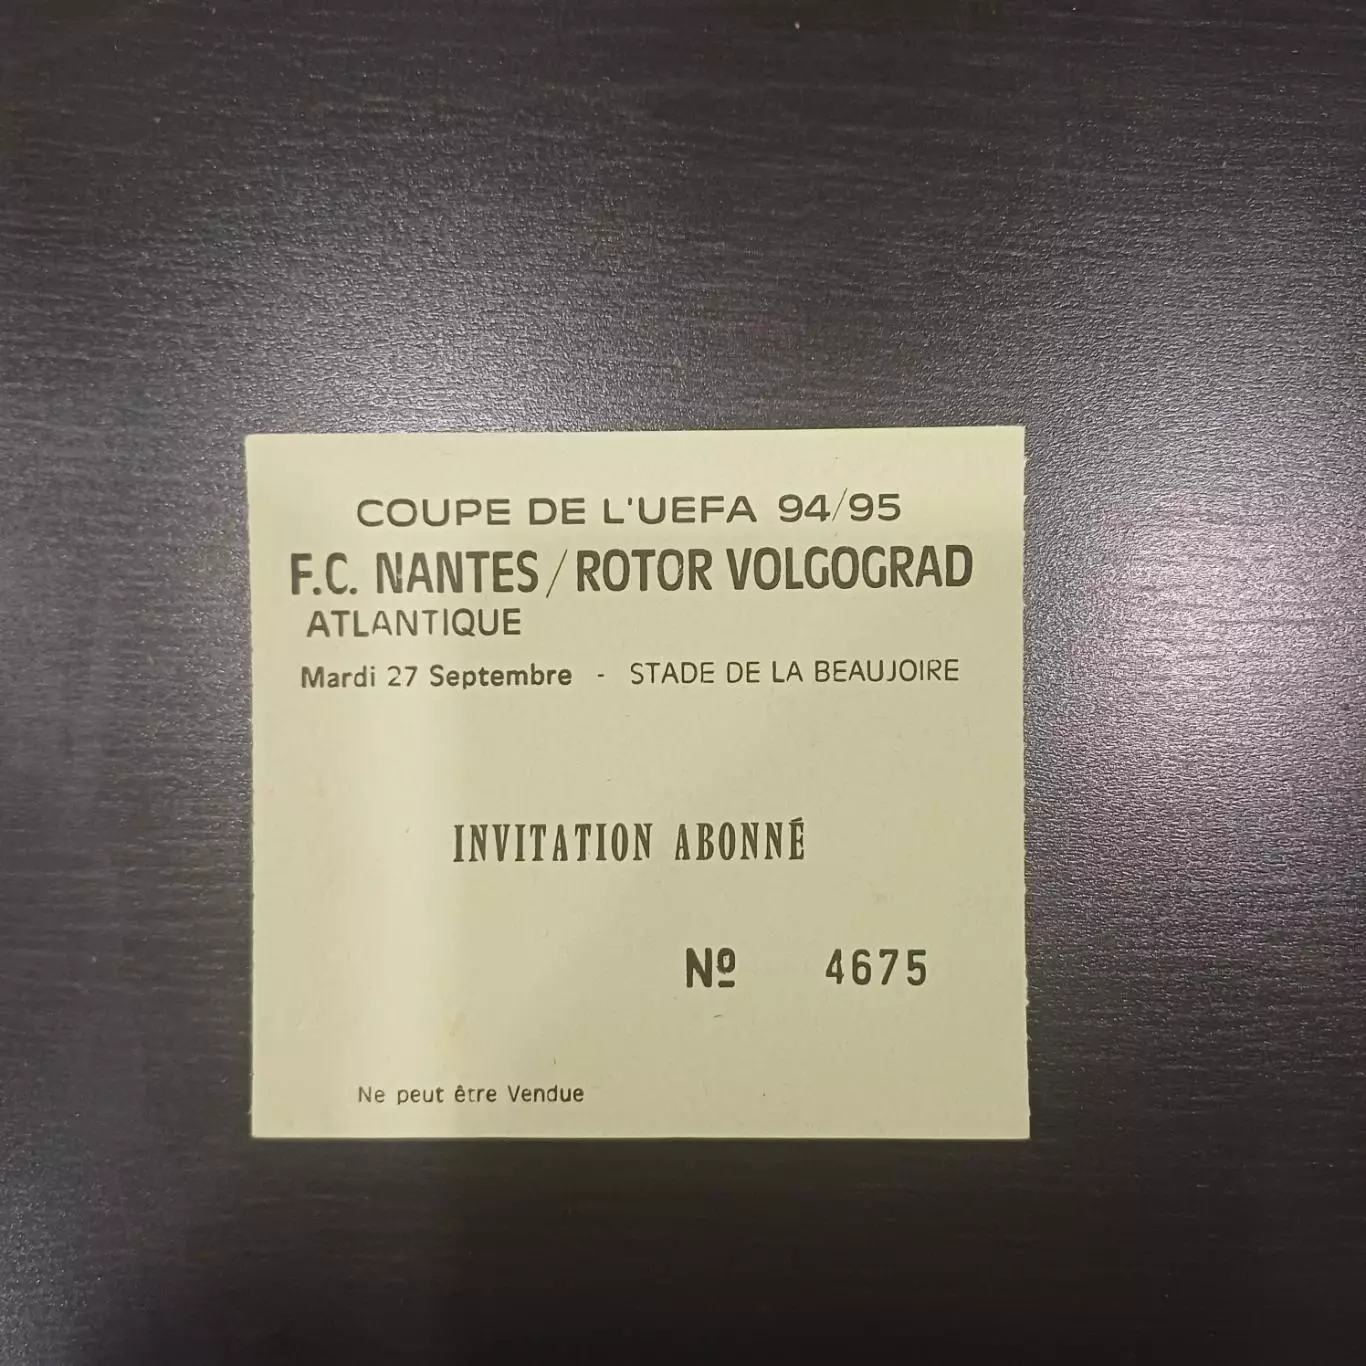 COUPE DE L'UEFA 94/95
F.C. NANTES / ROTOR VOLGOGRAD
ATLANTIQUE
Mardi 27 Septembre - STADE DE LA BEAUJOIRE
INVITATION ABONNÉ
Nº 4675
Ne peut être Vendue